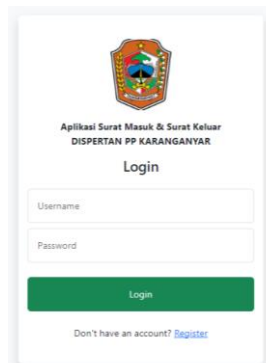 Aplikasi Surat Masuk & Surat Keluar
DISPERTAN PP KARANGANYAR
Login
Username
Password
Login
Don't have an account? Register